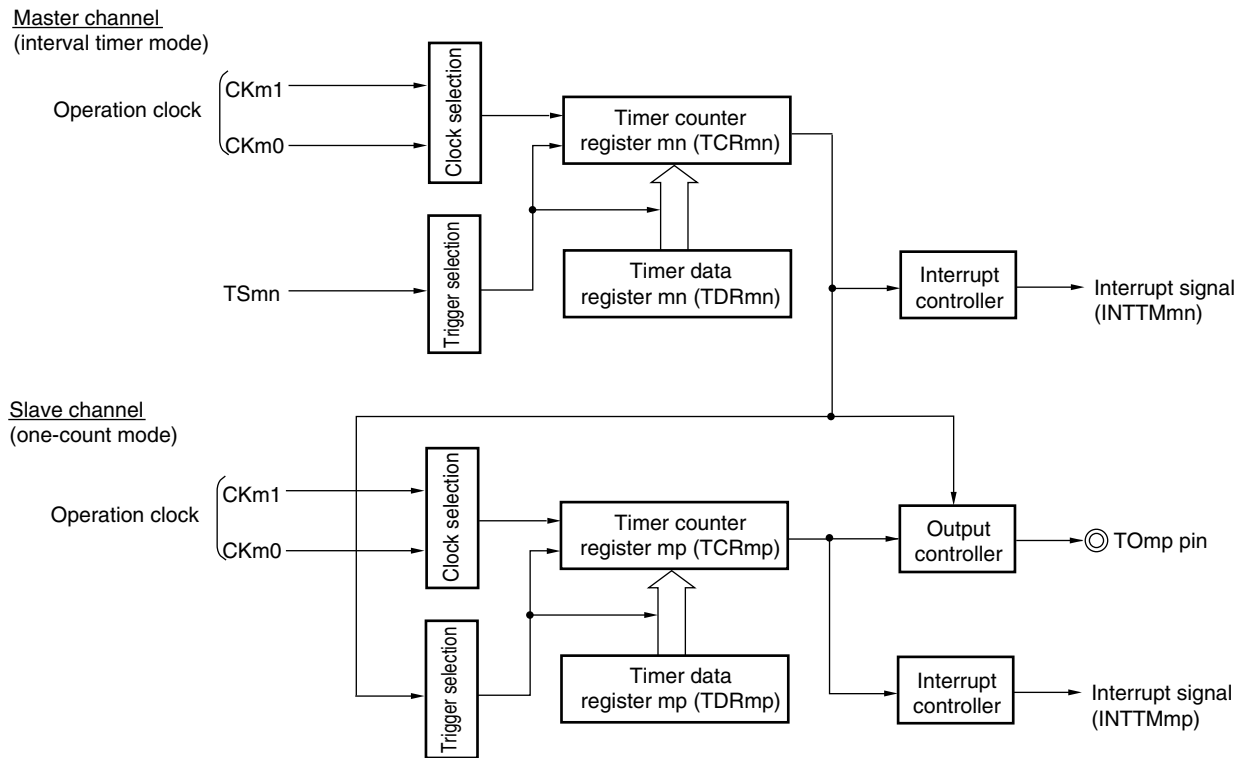 Master channel
(interval timer mode)
Operation clock
CKm1
CKm0
Clock selection
Timer counter
register mn (TCRmn)
TSmn
Trigger selection
Timer data
register mn (TDRmn)
Interrupt
controller
Interrupt signal
(INTTMmn)
Slave channel
(one-count mode)
Operation clock
CKm1
CKm0
Clock selection
Timer counter
register mp (TCRmp)
Output
controller
TOmp pin
Trigger selection
Timer data
register mp (TDRmp)
Interrupt
controller
Interrupt signal
(INTTMmp)